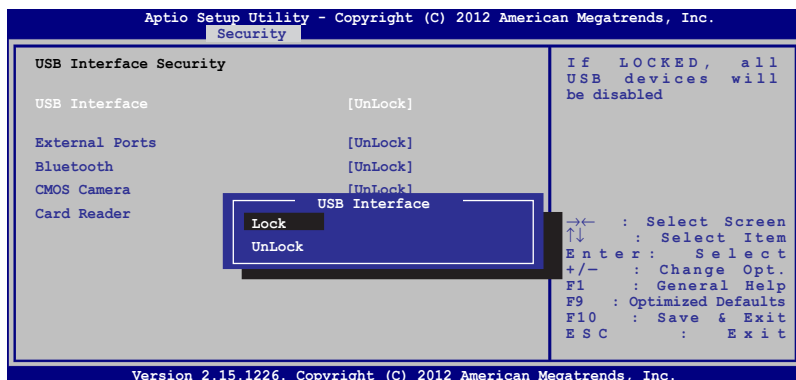 Aptio Setup Utility - Copyright (C) 2012 American Megatrends, Inc.
Security
USB Interface Security
USB Interface [UnLock]
External Ports [UnLock]
Bluetooth [UnLock]
CMOS Camera [UnLock]
Card Reader
USB Interface
Lock
UnLock
If LOCKED, all
USB devices will
be disabled
→← : Select Screen
↑↓ : Select Item
Enter: Select
+/— : Change Opt.
F1 : General Help
F9 : Optimized Defaults
F10 : Save & Exit
ESC : Exit
Version 2.15.1226. Copyright (C) 2012 American Megatrends, Inc.